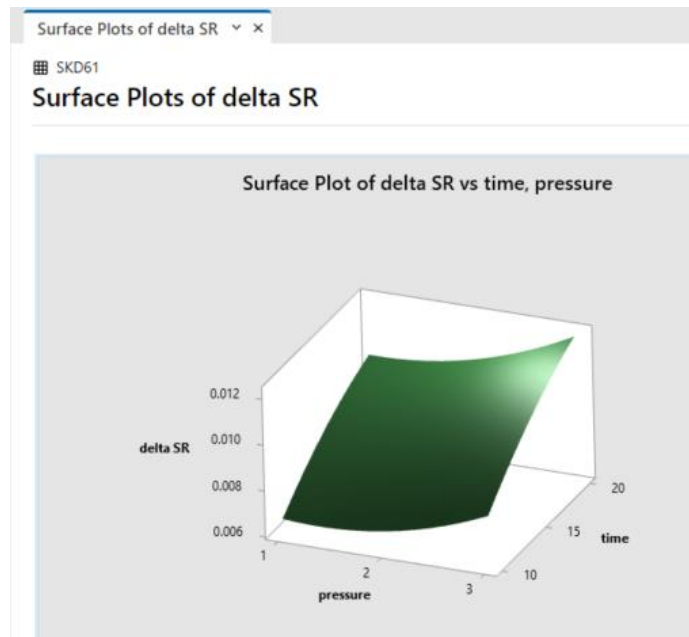 Surface Plots of delta SR
SKD61
Surface Plots of delta SR
Surface Plot of delta SR vs time, pressure
0.012
delta SR
0.010
0.008
0.006
1
2
3
pressure
10
15
20
time